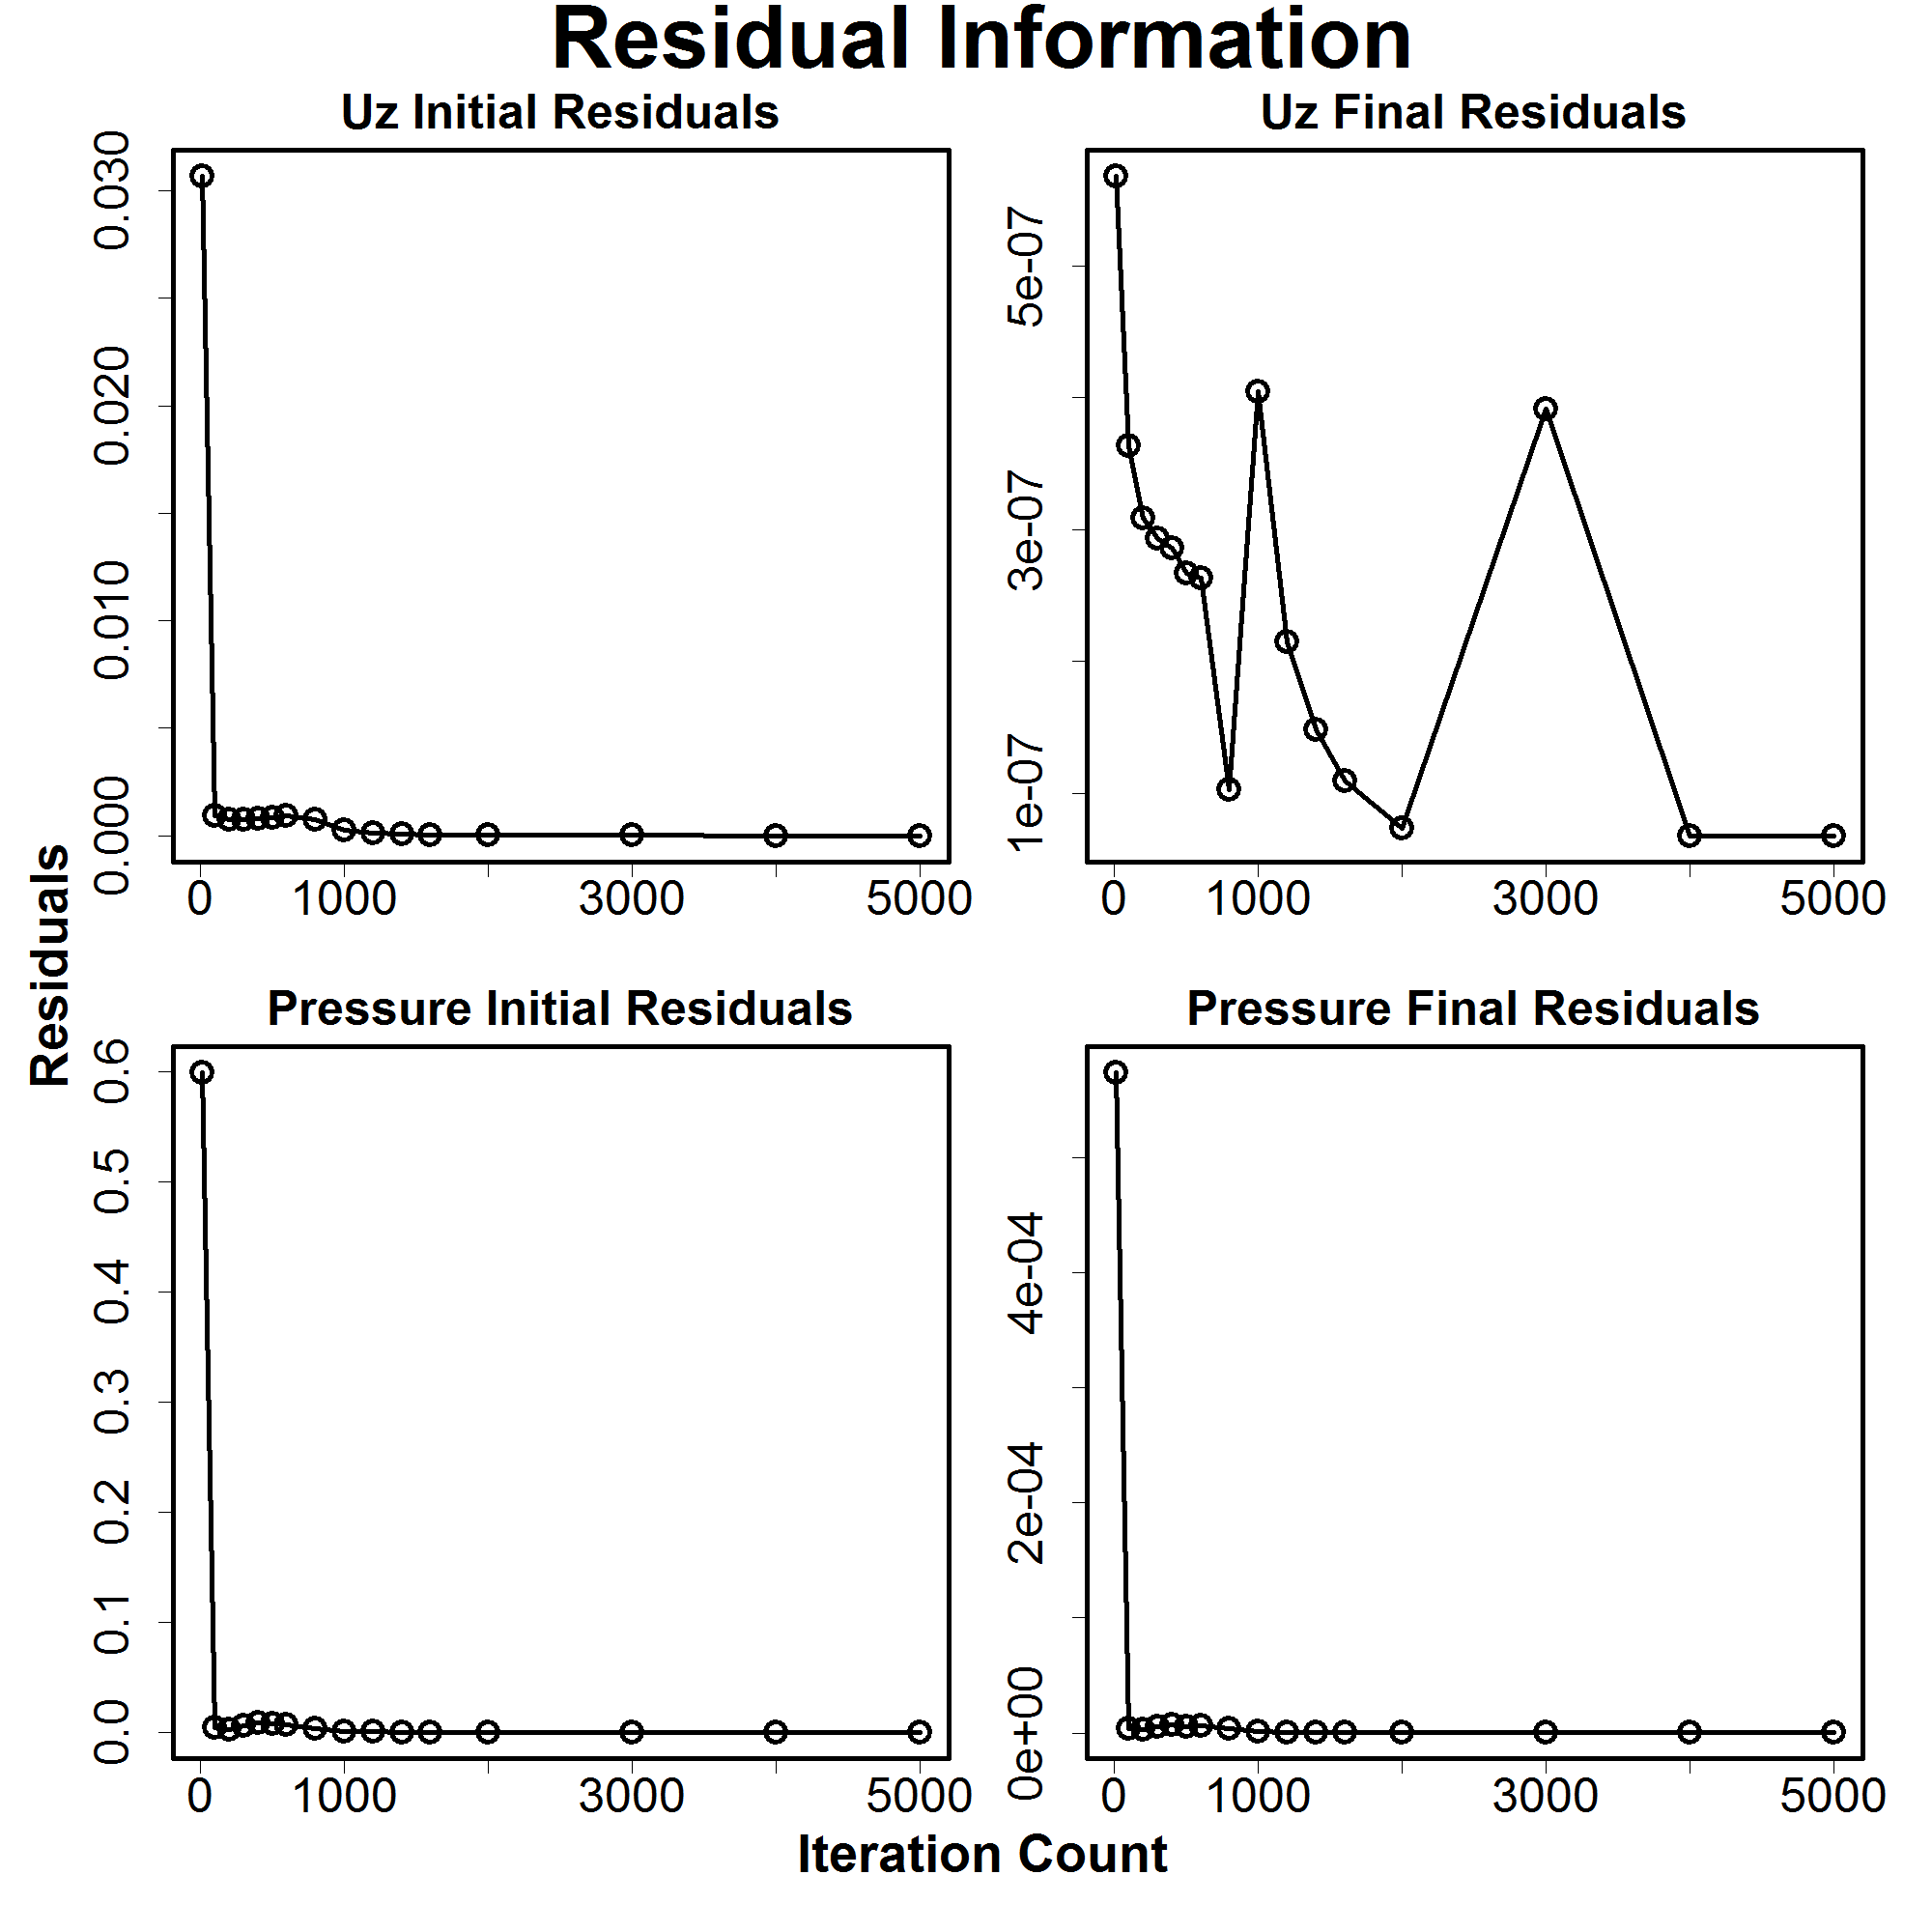 Residual Information
Uz Initial Residuals
0.030
0.020
0.010
0.000
0 1000 3000 5000
Uz Final Residuals
5e-07
3e-07
1e-07
0 1000 3000 5000
Residuals
Pressure Initial Residuals
0.6
0.5
0.4
0.3
0.2
0.1
0.0
0 1000 3000 5000
Pressure Final Residuals
4e-04
2e-04
0e+00
0 1000 3000 5000
Iteration Count